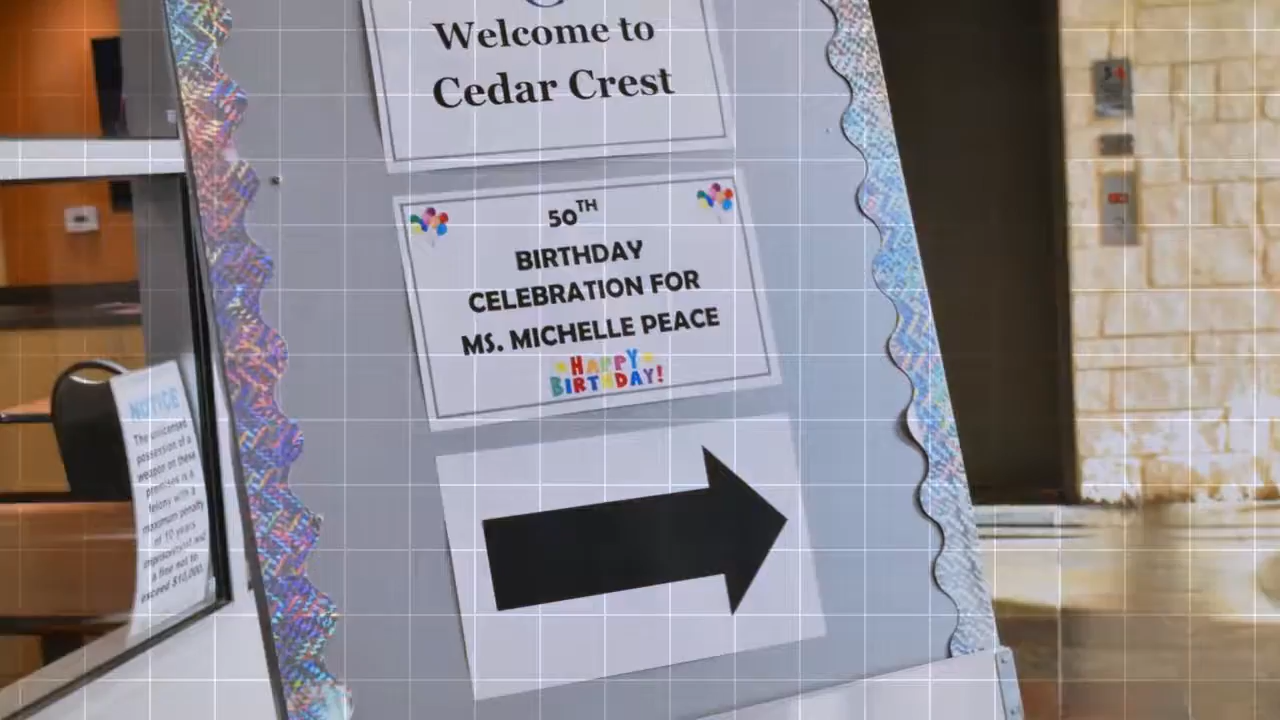 Welcome to
Cedar Crest
50TH
BIRTHDAY
CELEBRATION FOR
MS. MICHELLE PEACE
HAPPY
BIRTHDAY!
NOTICE
The unlicensed
possession of a
weapon on these
premises is a
felony with a
maximum penalty
of 10 years
imprisonment and
a fine not to
exceed $10,000.